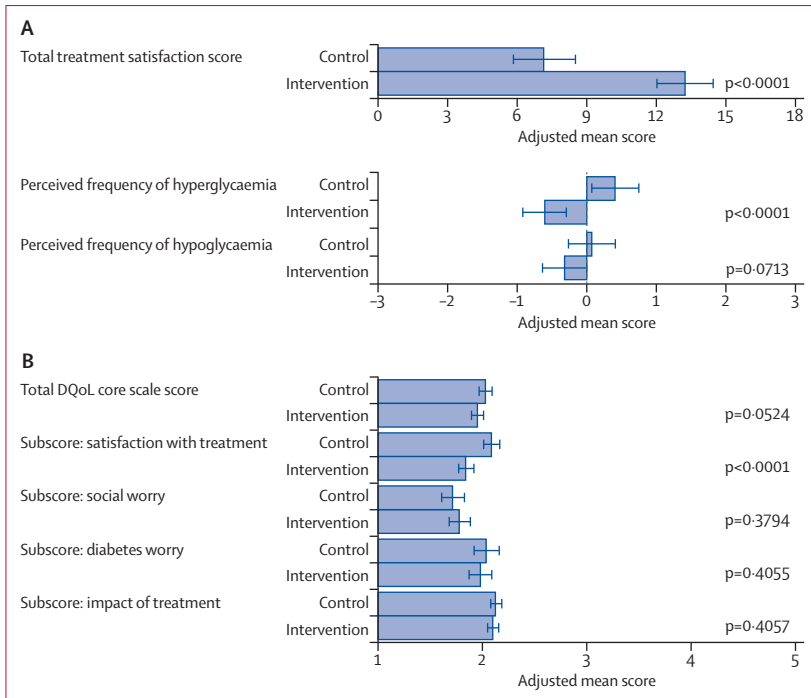 A
Total treatment satisfaction score
Control
Intervention
p<0·0001
0 3 6 9 12 15 18
Adjusted mean score
Perceived frequency of hyperglycaemia
Control
Intervention
p<0·0001
Perceived frequency of hypoglycaemia
Control
Intervention
p=0·0713
–3 –2 –1 0 1 2 3
Adjusted mean score
B
Total DQoL core scale score
Control
Intervention
p=0·0524
Subscore: satisfaction with treatment
Control
Intervention
p<0·0001
Subscore: social worry
Control
Intervention
p=0·3794
Subscore: diabetes worry
Control
Intervention
p=0·4055
Subscore: impact of treatment
Control
Intervention
p=0·4057
1 2 3 4 5
Adjusted mean score